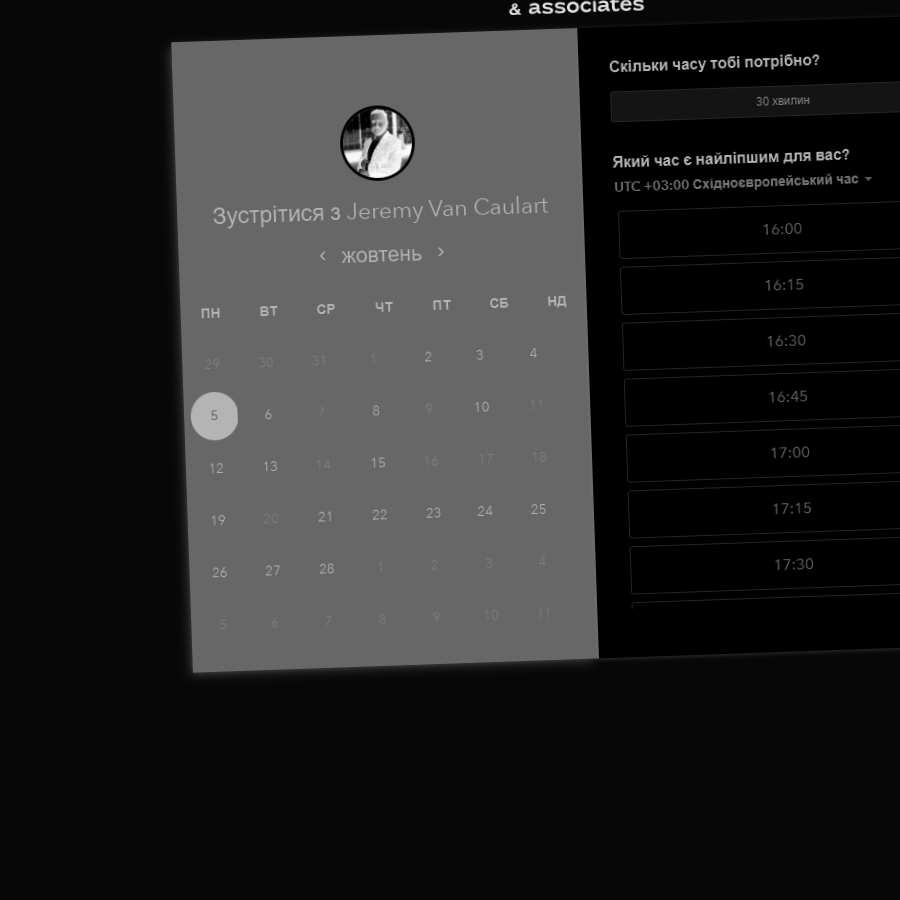 & associates
Зустрітися з Jeremy Van Caulart
жовтень
ПН ВТ СР ЧТ ПТ СБ НД
29 30 31 1 2 3 4
5 6 7 8 9 10 11
12 13 14 15 16 17 18
19 20 21 22 23 24 25
26 27 28 1 2 3 4
5 6 7 8 9 10 11
Скільки часу тобі потрібно?
30 хвилин
Який час є найліпшим для вас?
UTC +03:00 Східноєвропейський час
16:00
16:15
16:30
16:45
17:00
17:15
17:30